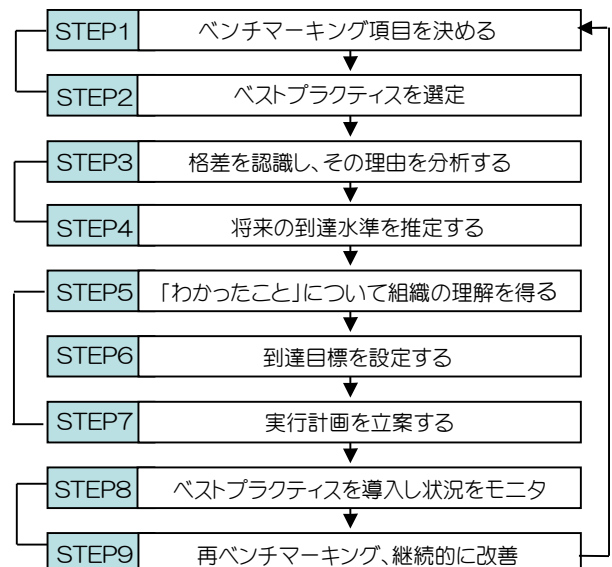 STEP1 ベンチマーキング項目を決める
STEP2 ベストプラクティスを選定
STEP3 格差を認識し、その理由を分析する
STEP4 将来の到達水準を推定する
STEP5 「わかったこと」について組織の理解を得る
STEP6 到達目標を設定する
STEP7 実行計画を立案する
STEP8 ベストプラクティスを導入し状況をモニタ
STEP9 再ベンチマーキング、継続的に改善